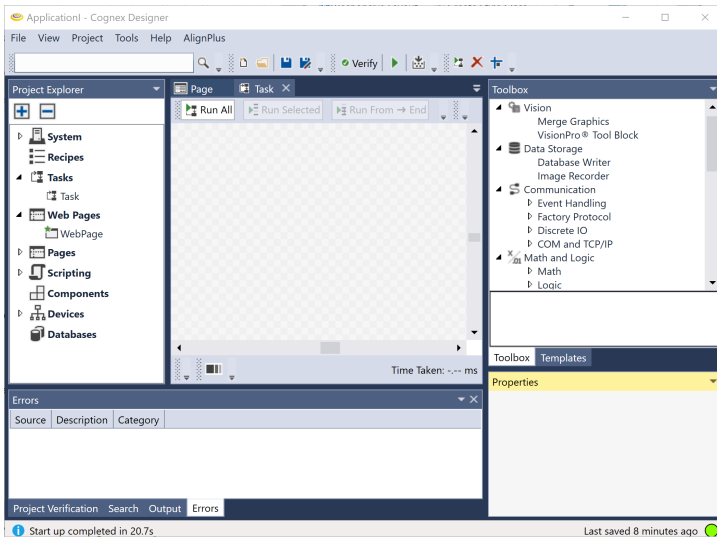 Application1 - Cognex Designer
File View Project Tools Help AlignPlus
Verify
Project Explorer
System
Recipes
Tasks
Task
Web Pages
WebPage
Pages
Scripting
Components
Devices
Databases
Page Task
Run All Run Selected Run From → End
Time Taken: -.-- ms
Toolbox
Vision
Merge Graphics
VisionPro® Tool Block
Data Storage
Database Writer
Image Recorder
Communication
Event Handling
Factory Protocol
Discrete IO
COM and TCP/IP
Math and Logic
Math
Logic
Toolbox Templates
Properties
Errors
Source Description Category
Project Verification Search Output Errors
Start up completed in 20.7s
Last saved 8 minutes ago